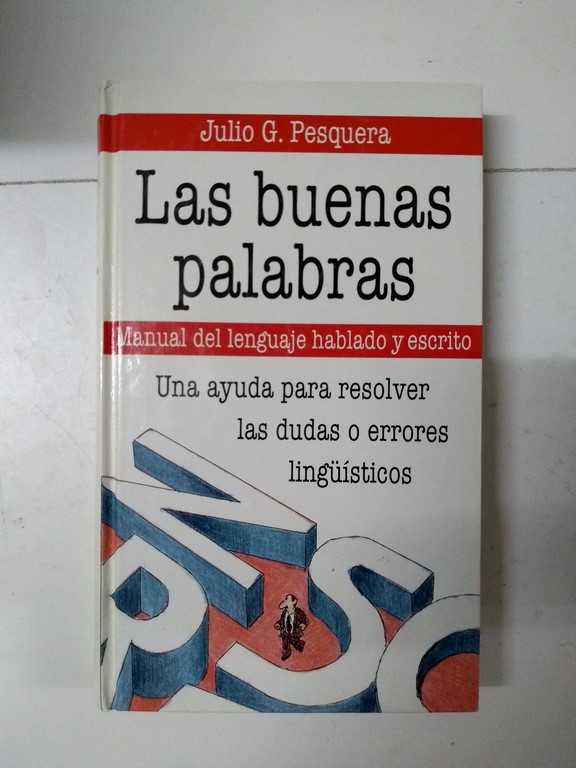 Julio G. Pesquera
Las buenas
palabras
Manual del lenguaje hablado y escrito
Una ayuda para resolver
las dudas o errores
lingüísticos